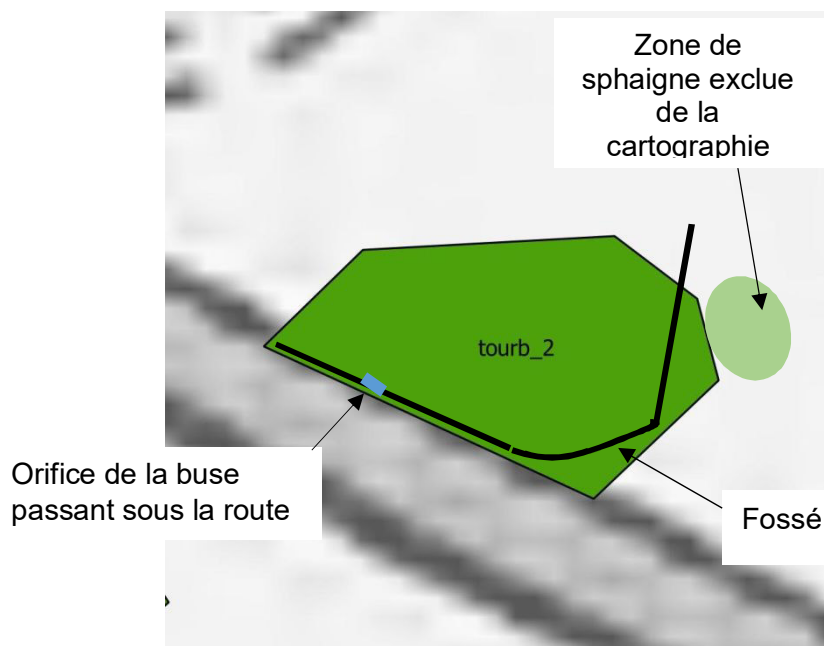 Zone de
sphaigne exclue
de la
cartographie
tourb_2
Orifice de la buse
passant sous la route
Fossé